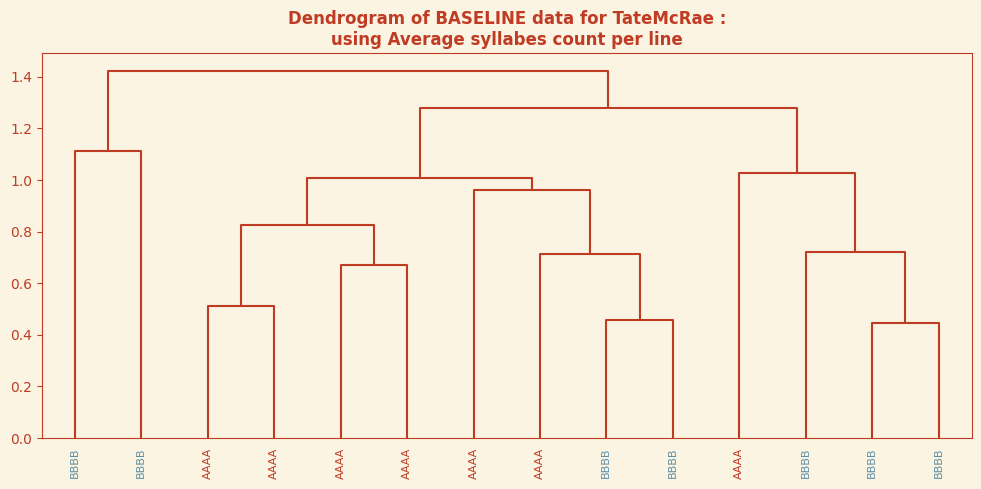 Dendrogram of BASELINE data for TateMcRae :
using Average syllabes count per line
1.4
1.2
1.0
0.8
0.6
0.4
0.2
0.0
BBBB
BBBB
AAAA
AAAA
AAAA
AAAA
AAAA
AAAA
BBBB
BBBB
AAAA
BBBB
BBBB
BBBB